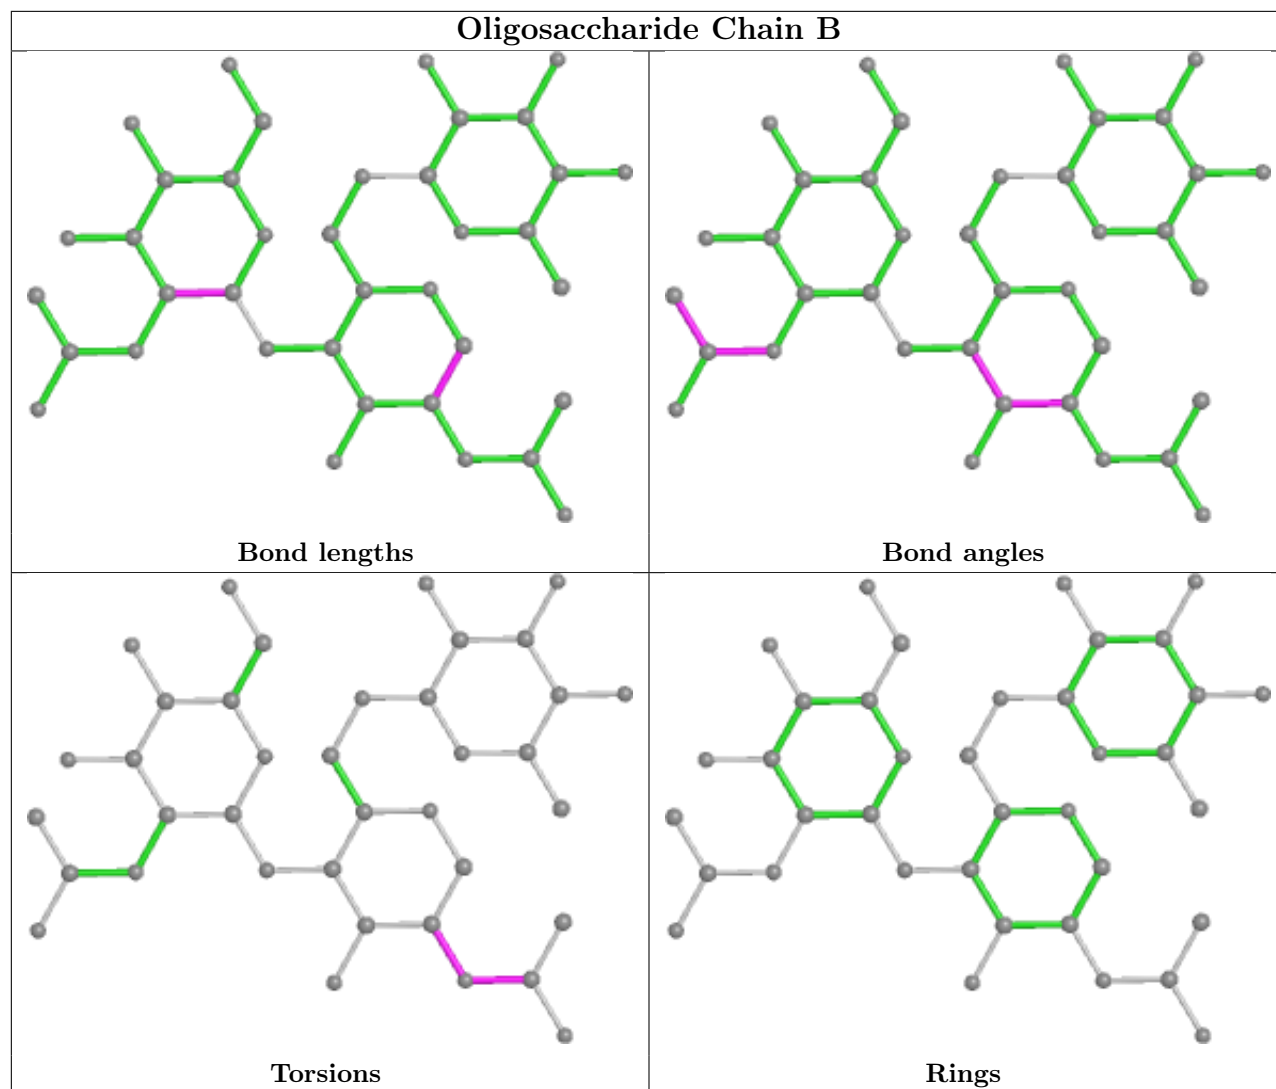 Oligosaccharide Chain B
Bond lengths
Bond angles
Torsions
Rings